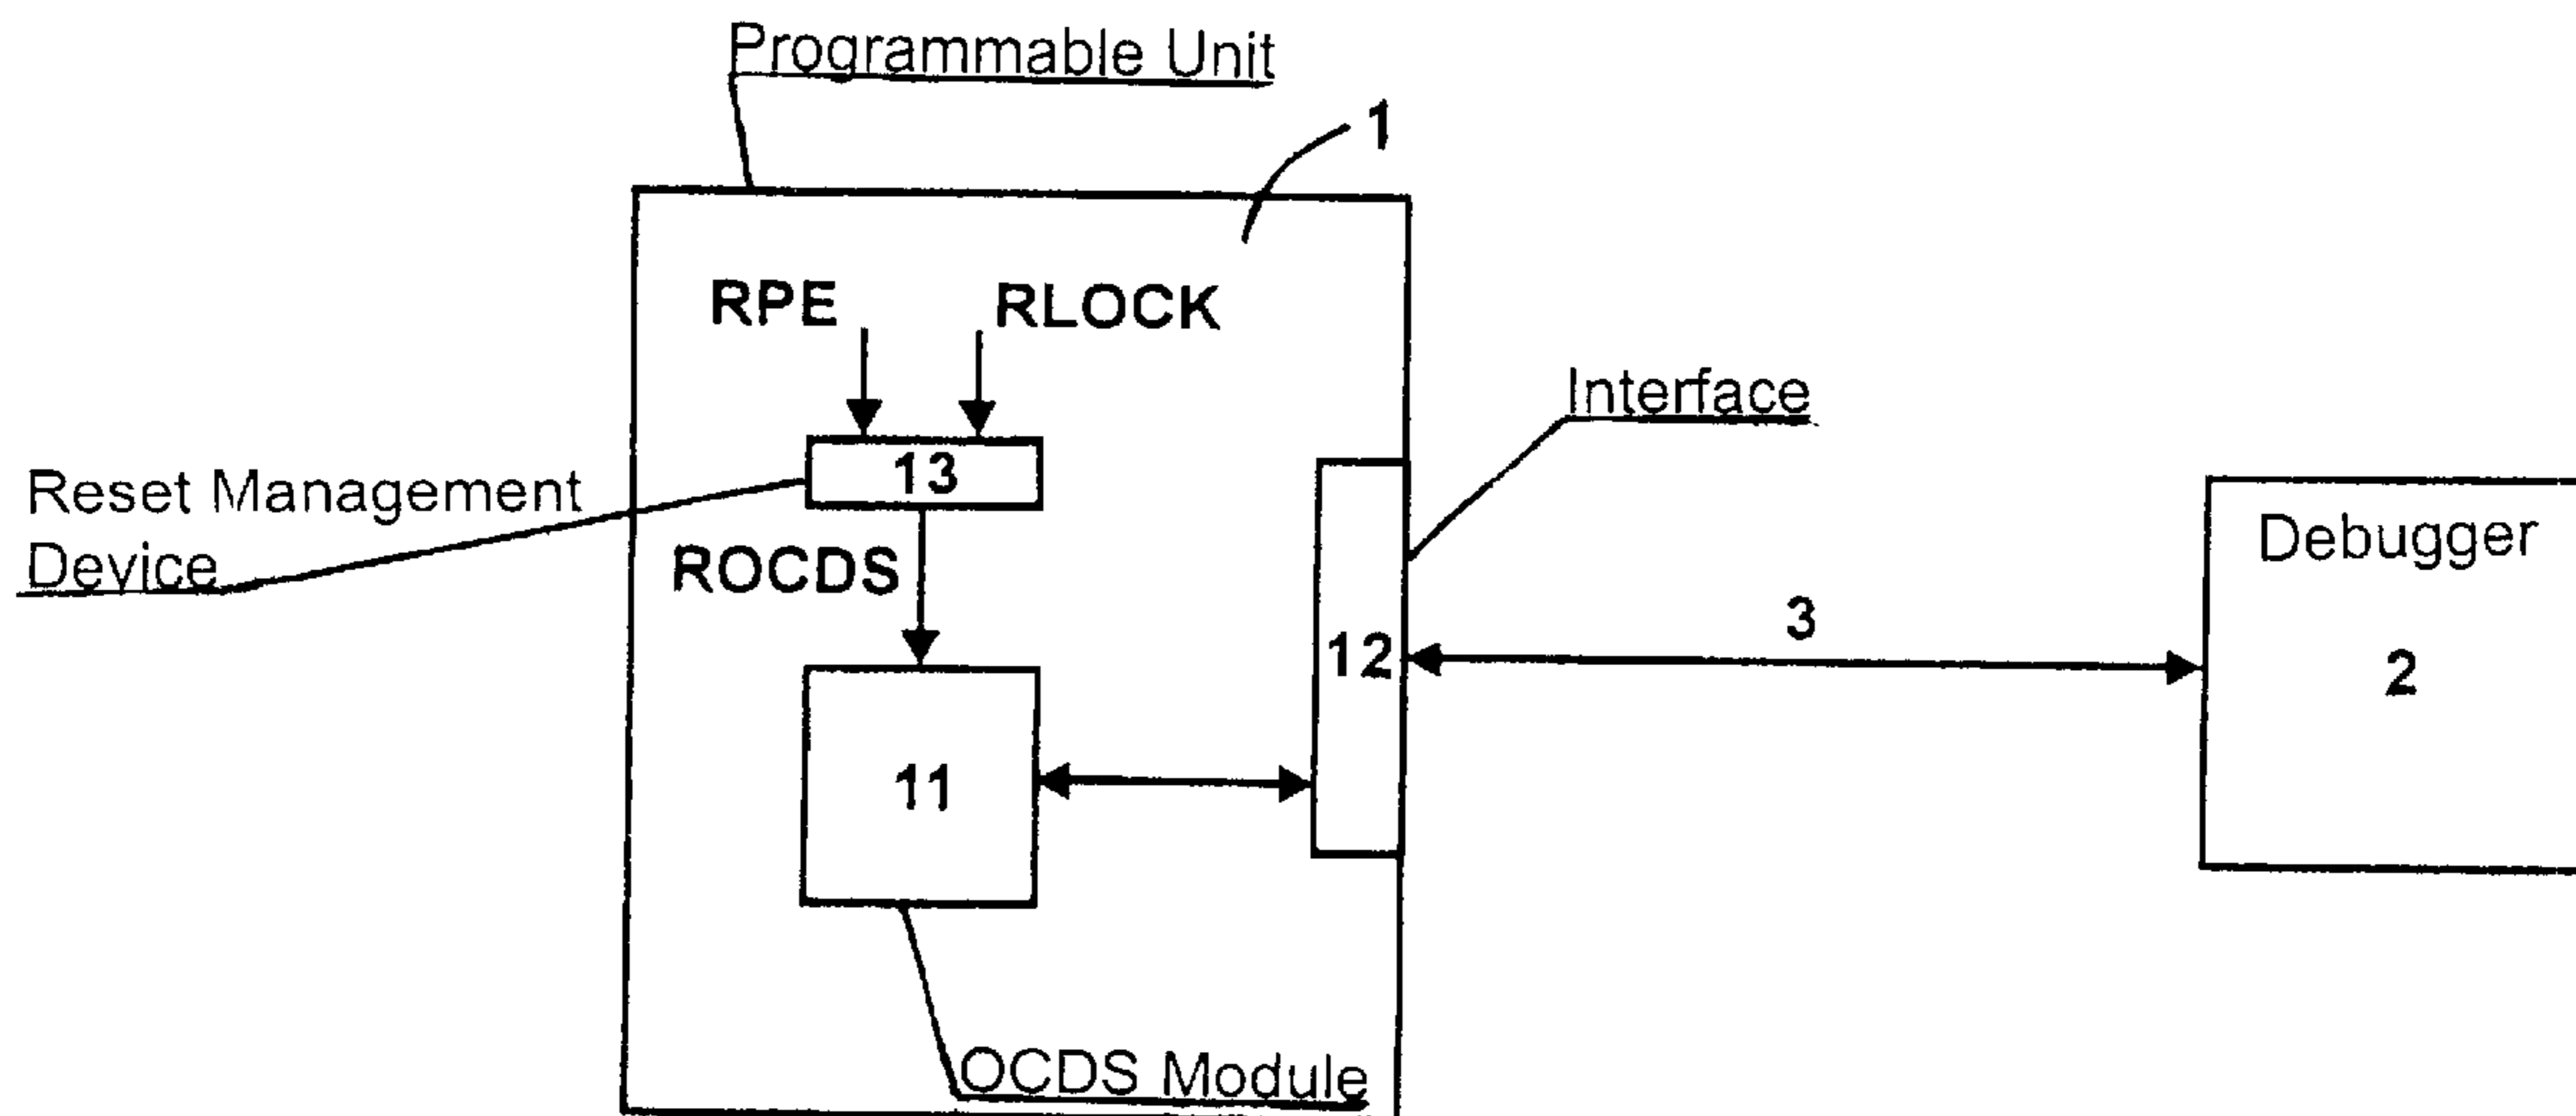 Programmable Unit
1
RPE
RLOCK
Interface
13
Reset Management
Device
Debugger
ROCDS
3
12
2
11
OCDS Module